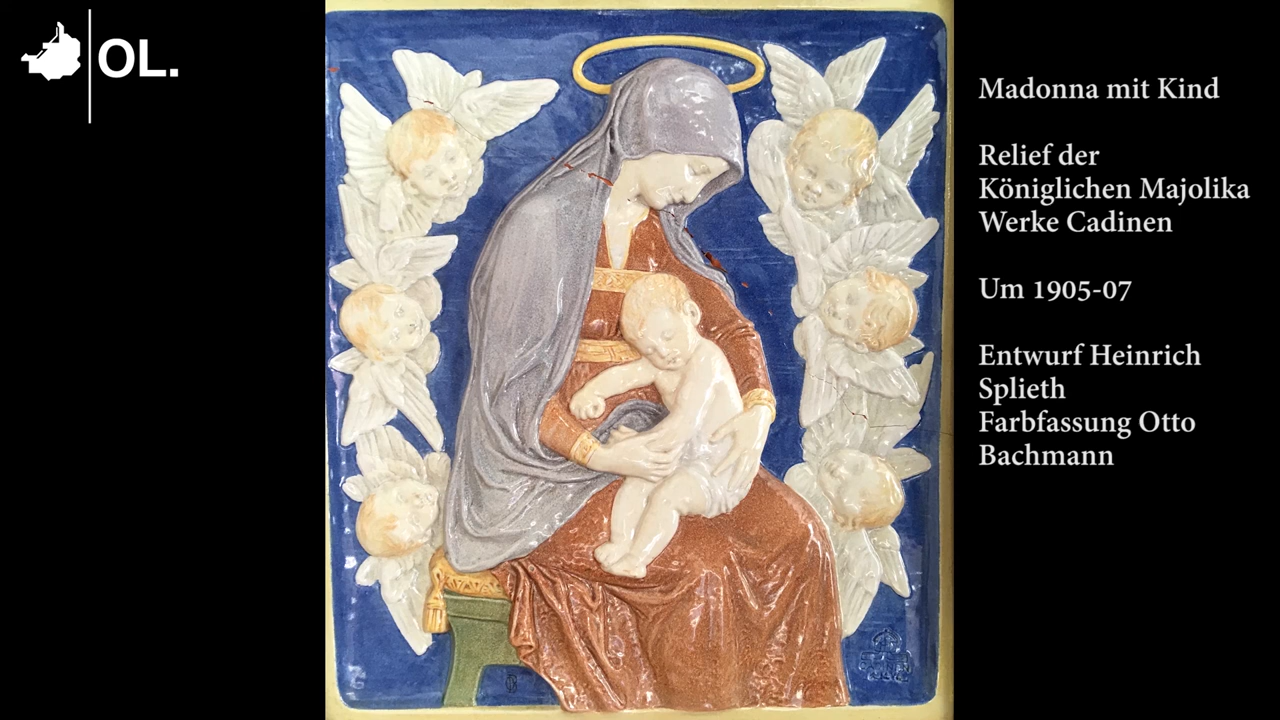 OL.
Madonna mit Kind
Relief der
Königlichen Majolika
Werke Cadinen
Um 1905-07
Entwurf Heinrich
Splieth
Farbfassung Otto
Bachmann